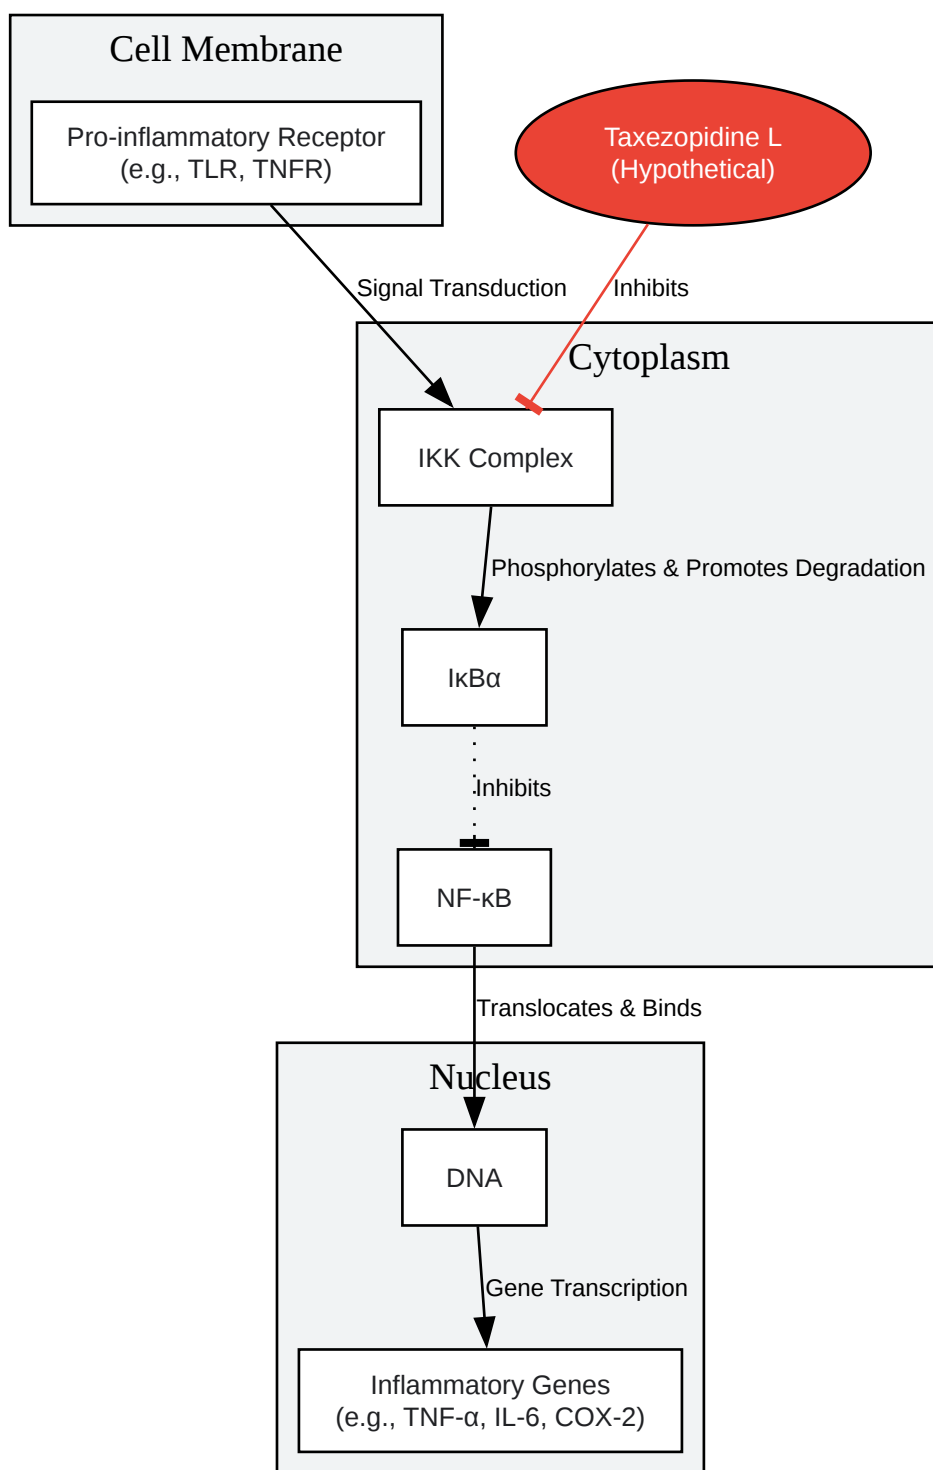 Cell Membrane
Pro-inflammatory Receptor
(e.g., TLR, TNFR)
Taxezopidine L
(Hypothetical)
Signal Transduction
Inhibits
Cytoplasm
IKK Complex
Phosphorylates & Promotes Degradation
IκBα
Inhibits
NF-κB
Translocates & Binds
Nucleus
DNA
Gene Transcription
Inflammatory Genes
(e.g., TNF-α, IL-6, COX-2)